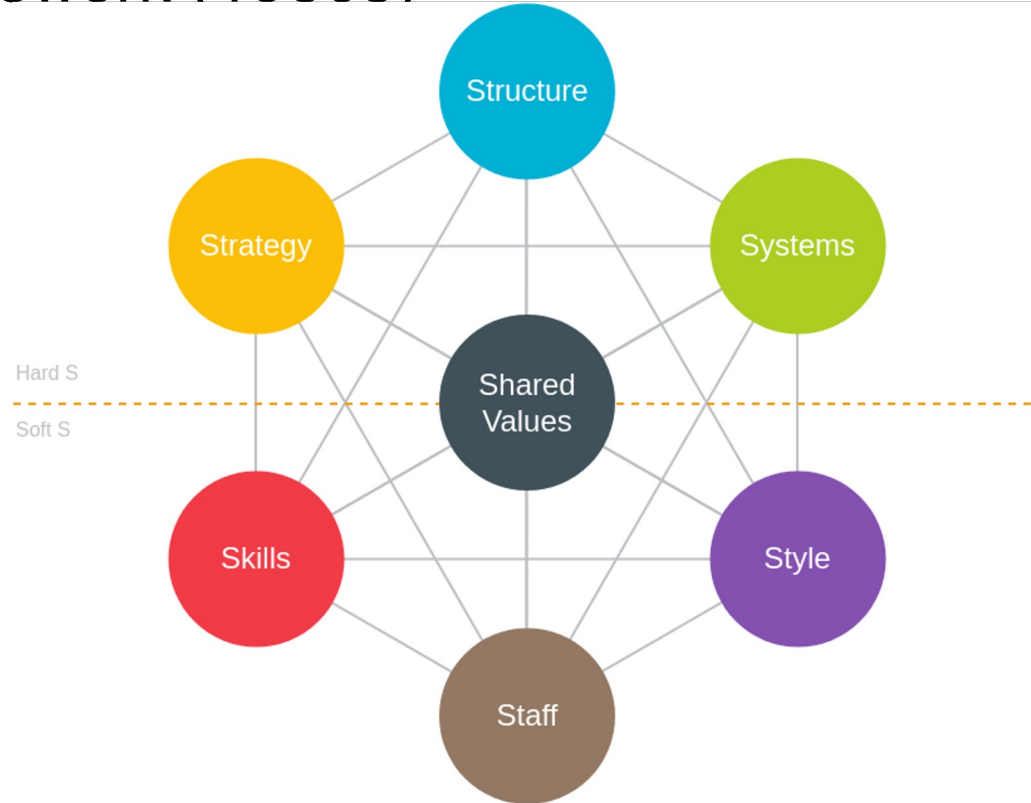 Structure
Strategy
Systems
Hard S
Shared
Values
Soft S
Skills
Style
Staff